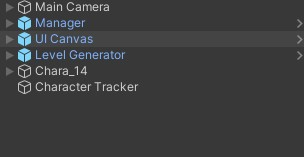 Main Camera
Manager
UI Canvas
Level Generator
Chara_14
Character Tracker